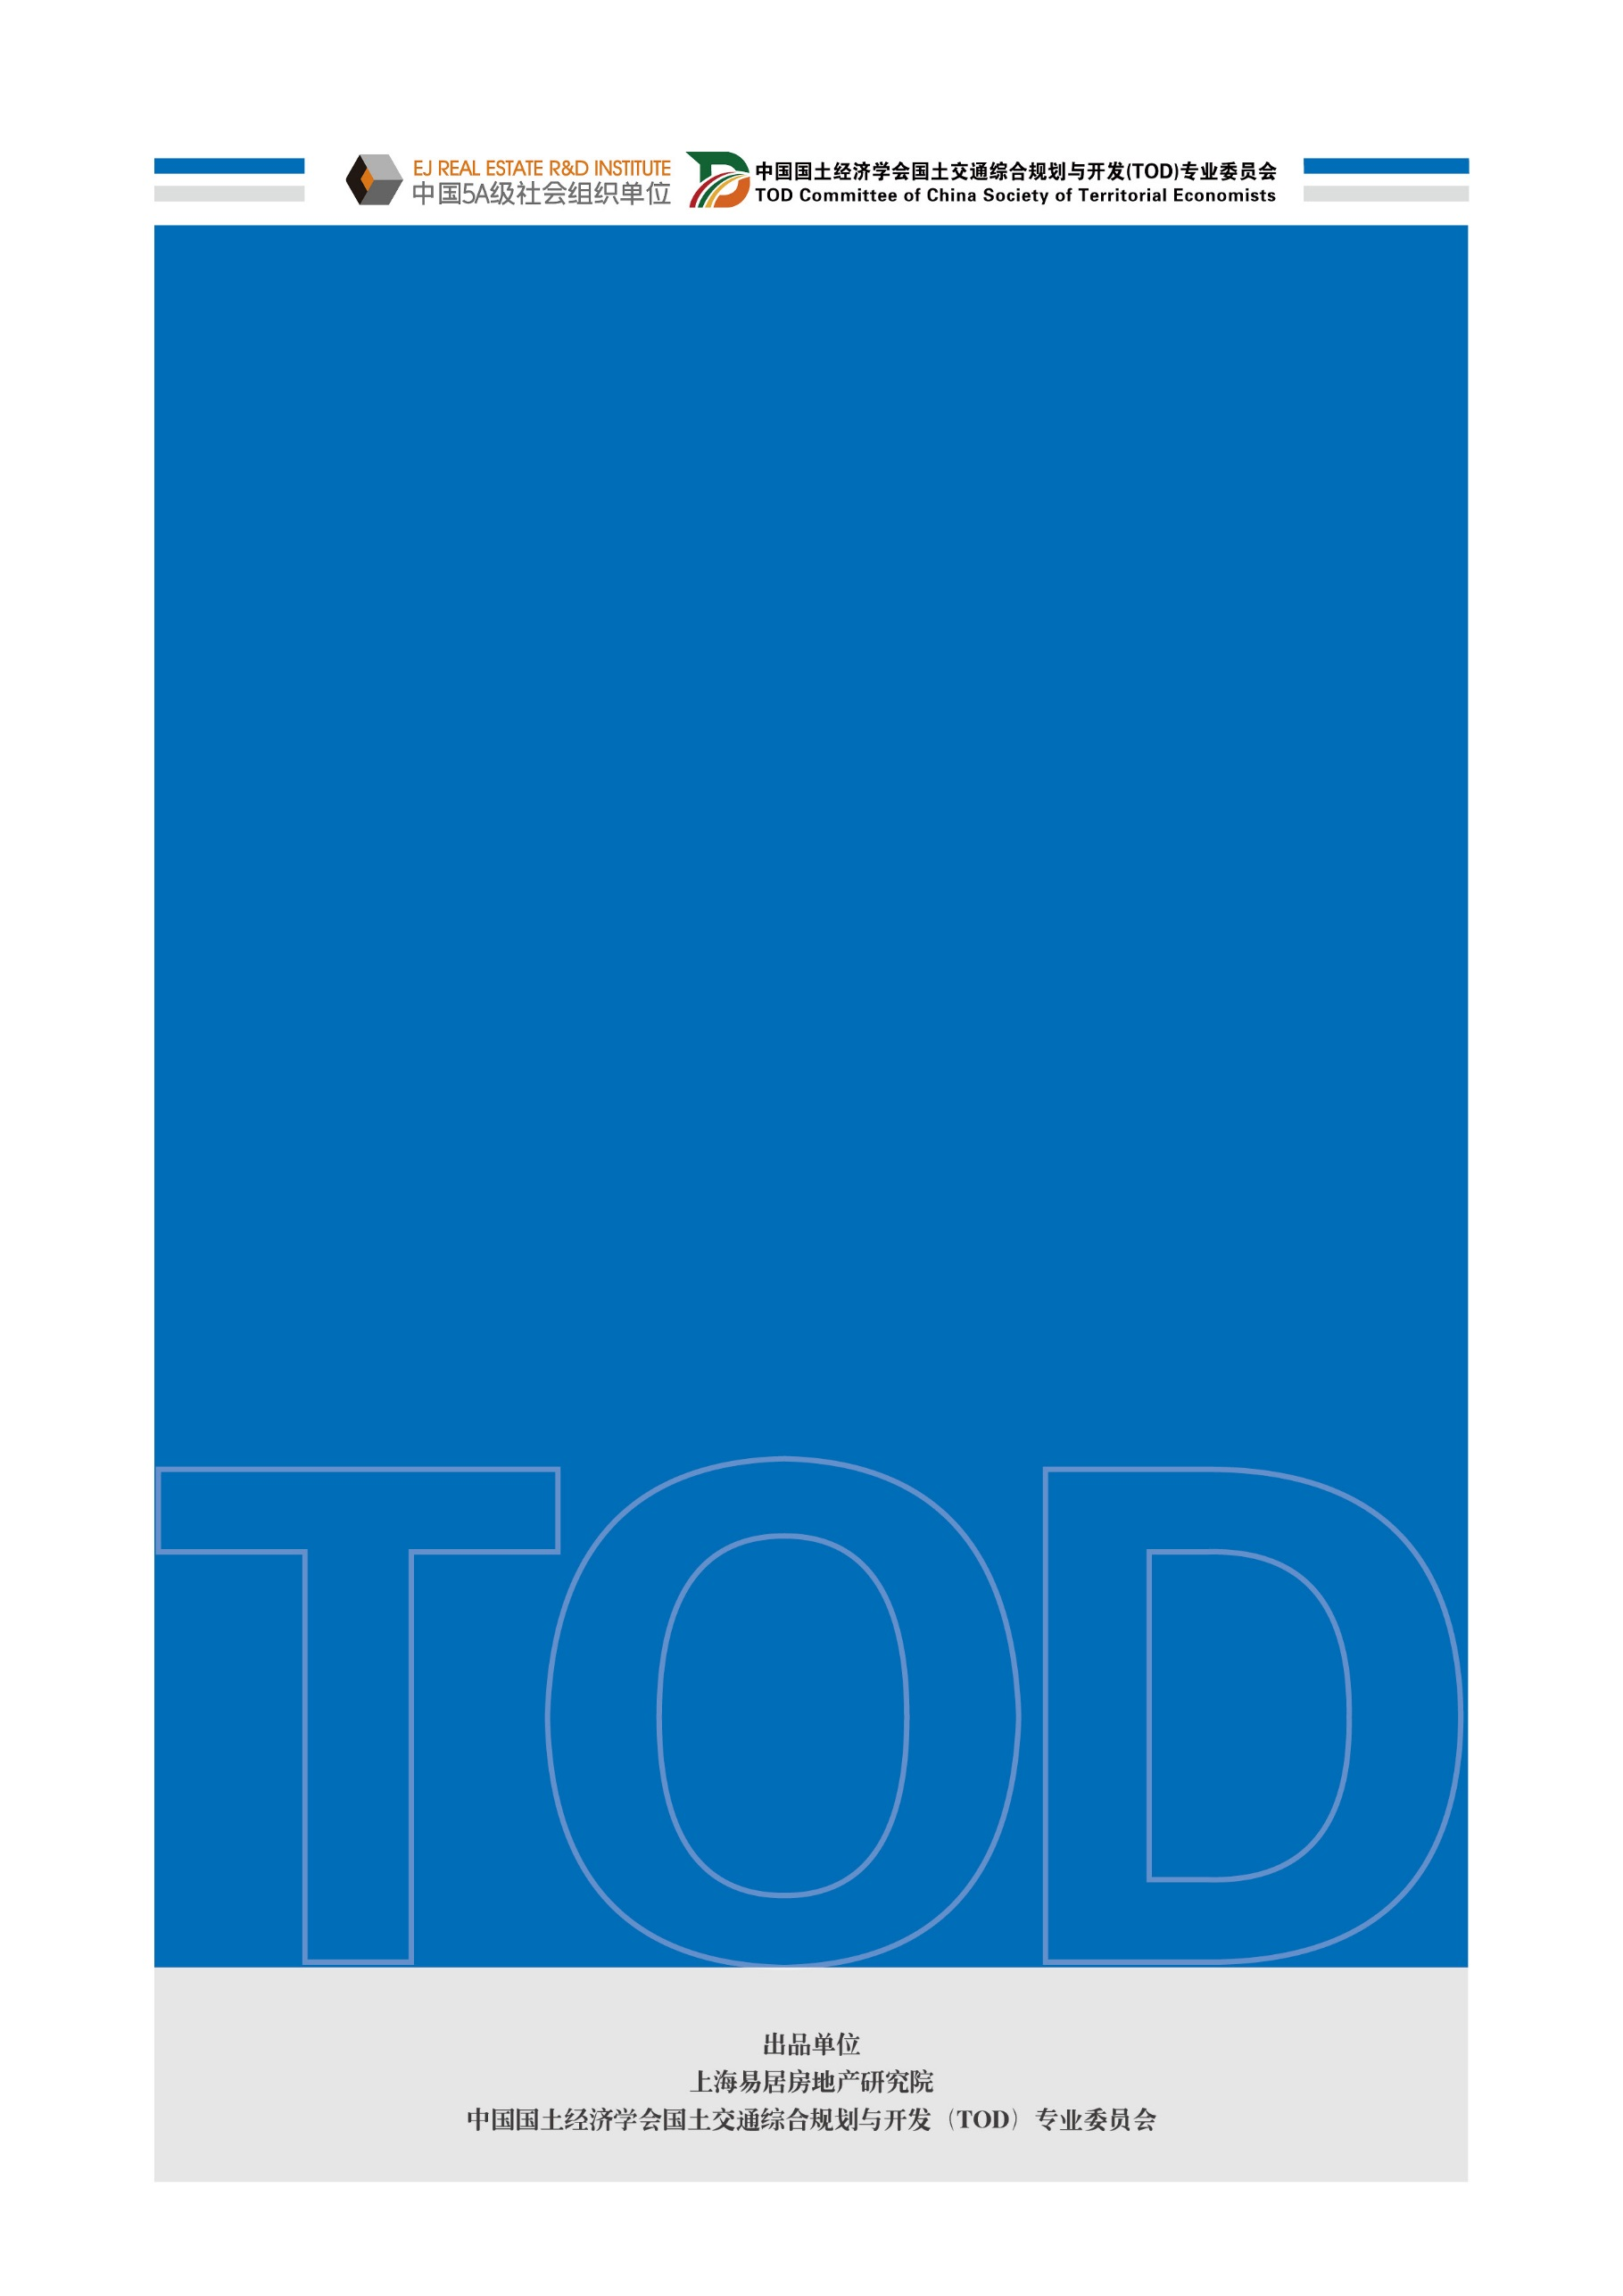 EJ REAL ESTATE R&D INSTITUTE
中国5A级社会组织单位
中国国土经济学会国土交通综合规划与开发(TOD)专业委员会
TOD Committee of China Society of Territorial Economists
TOD
出品单位
上海易居房地产研究院
中国国土经济学会国土交通综合规划与开发（TOD）专业委员会